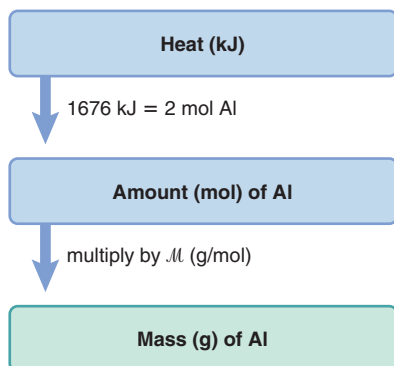 Heat (kJ)
1676 kJ = 2 mol Al
Amount (mol) of Al
multiply by ℳ (g/mol)
Mass (g) of Al